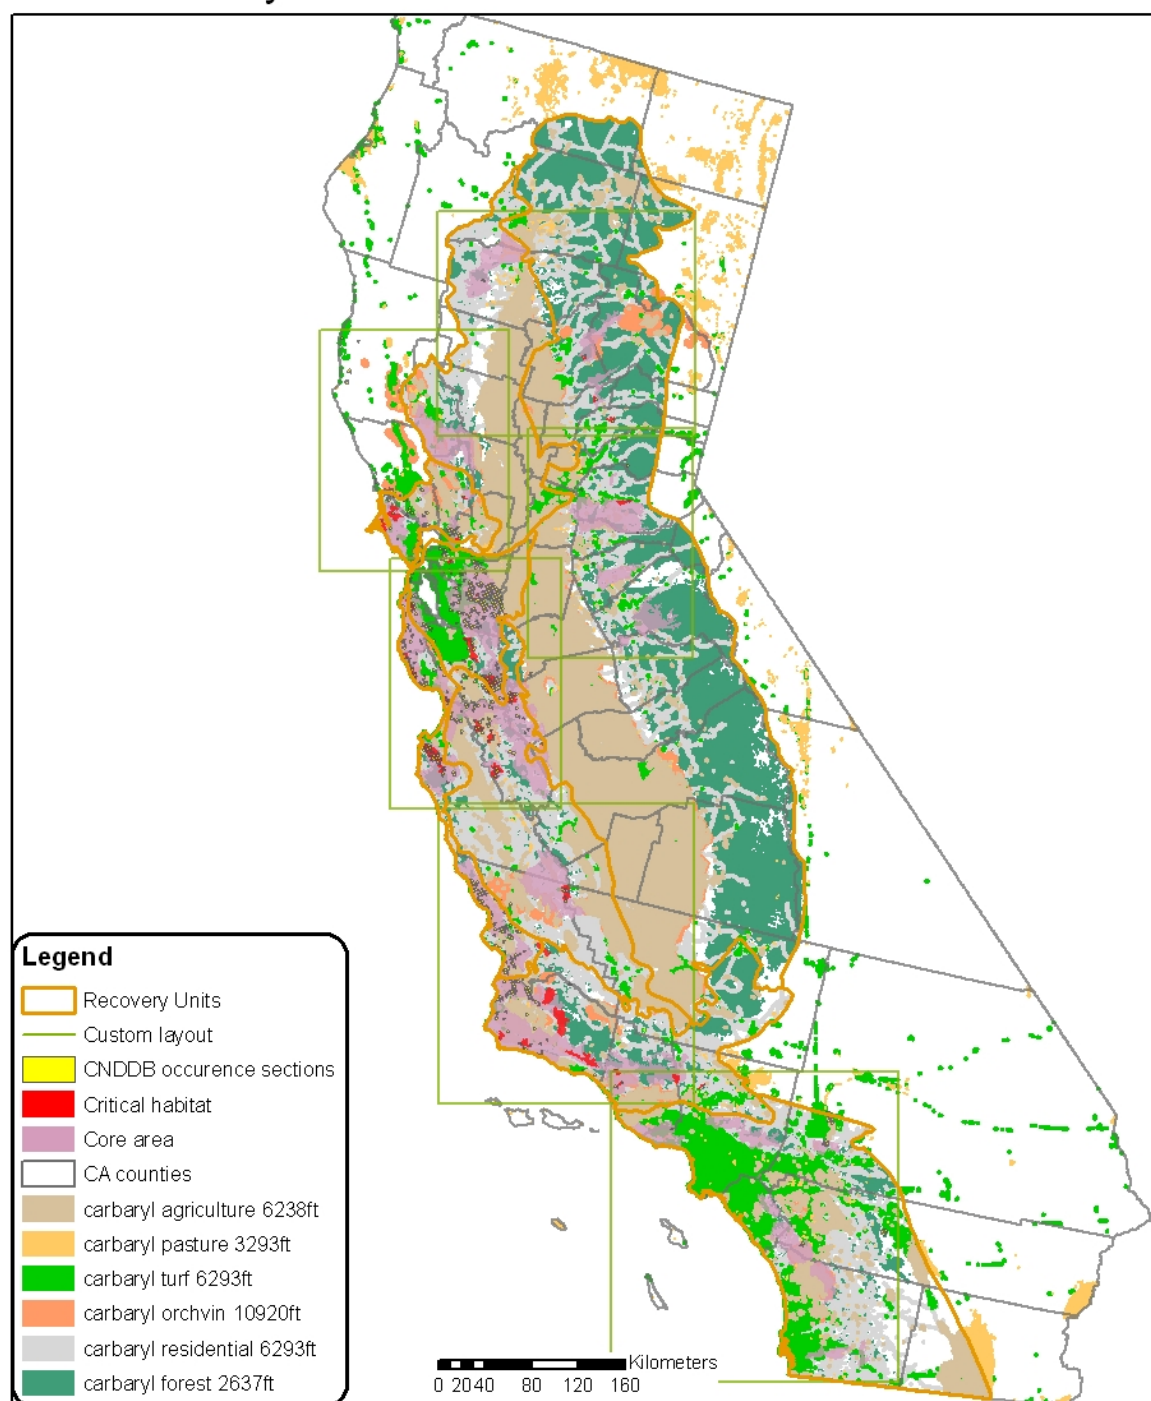 Legend
Recovery Units
Custom layout
CNDDB occurence sections
Critical habitat
Core area
CA counties
carbaryl agriculture 6238ft
carbaryl pasture 3293ft
carbaryl turf 6293ft
carbaryl orchvin 10920ft
carbaryl residential 6293ft
carbaryl forest 2637ft
Kilometers
0 20 40 80 120 160